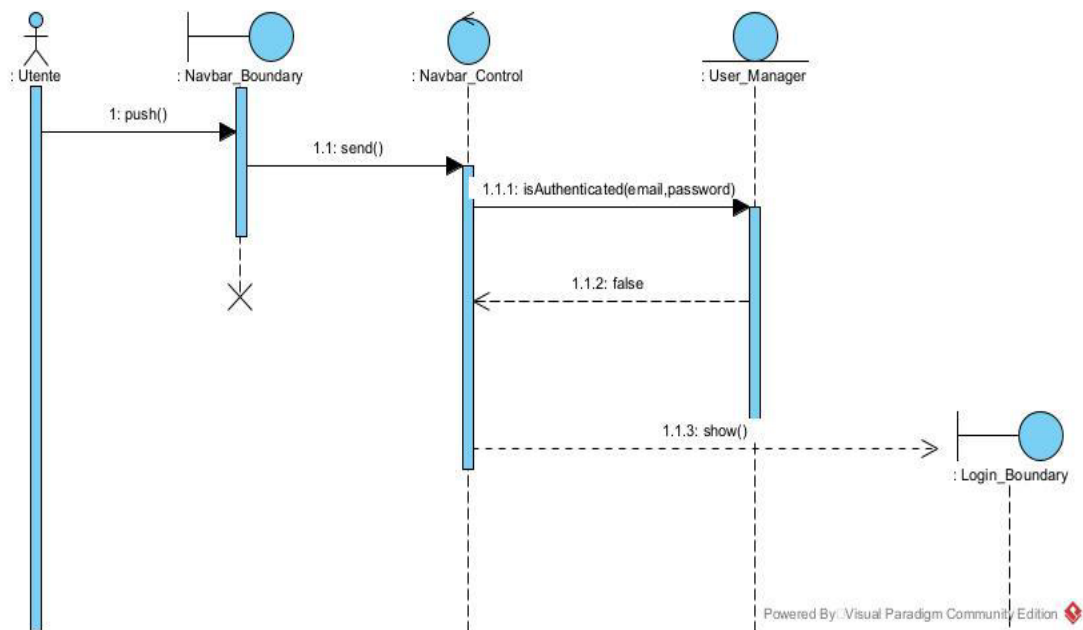 : Utente
: Navbar_Boundary
: Navbar_Control
: User_Manager
1: push()
1.1: send()
1.1.1: isAuthenticated(email,password)
1.1.2: false
1.1.3: show()
: Login_Boundary
Powered By Visual Paradigm Community Edition